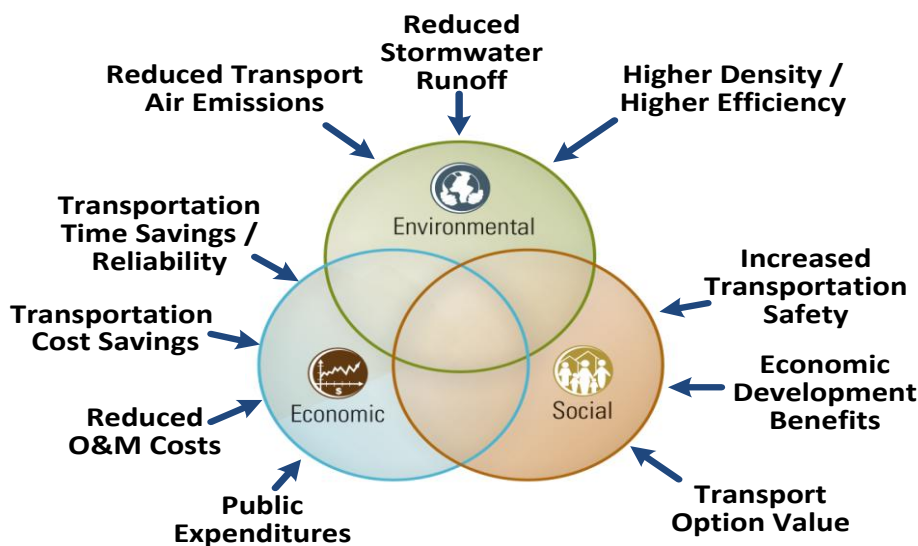 Reduced
Stormwater
Runoff
Reduced Transport
Air Emissions
Higher Density /
Higher Efficiency
Environmental
Transportation
Time Savings /
Reliability
Increased
Transportation
Safety
Transportation
Cost Savings
Economic
Development
Benefits
$
Economic
Social
Reduced
O&M Costs
Public
Expenditures
Transport
Option Value